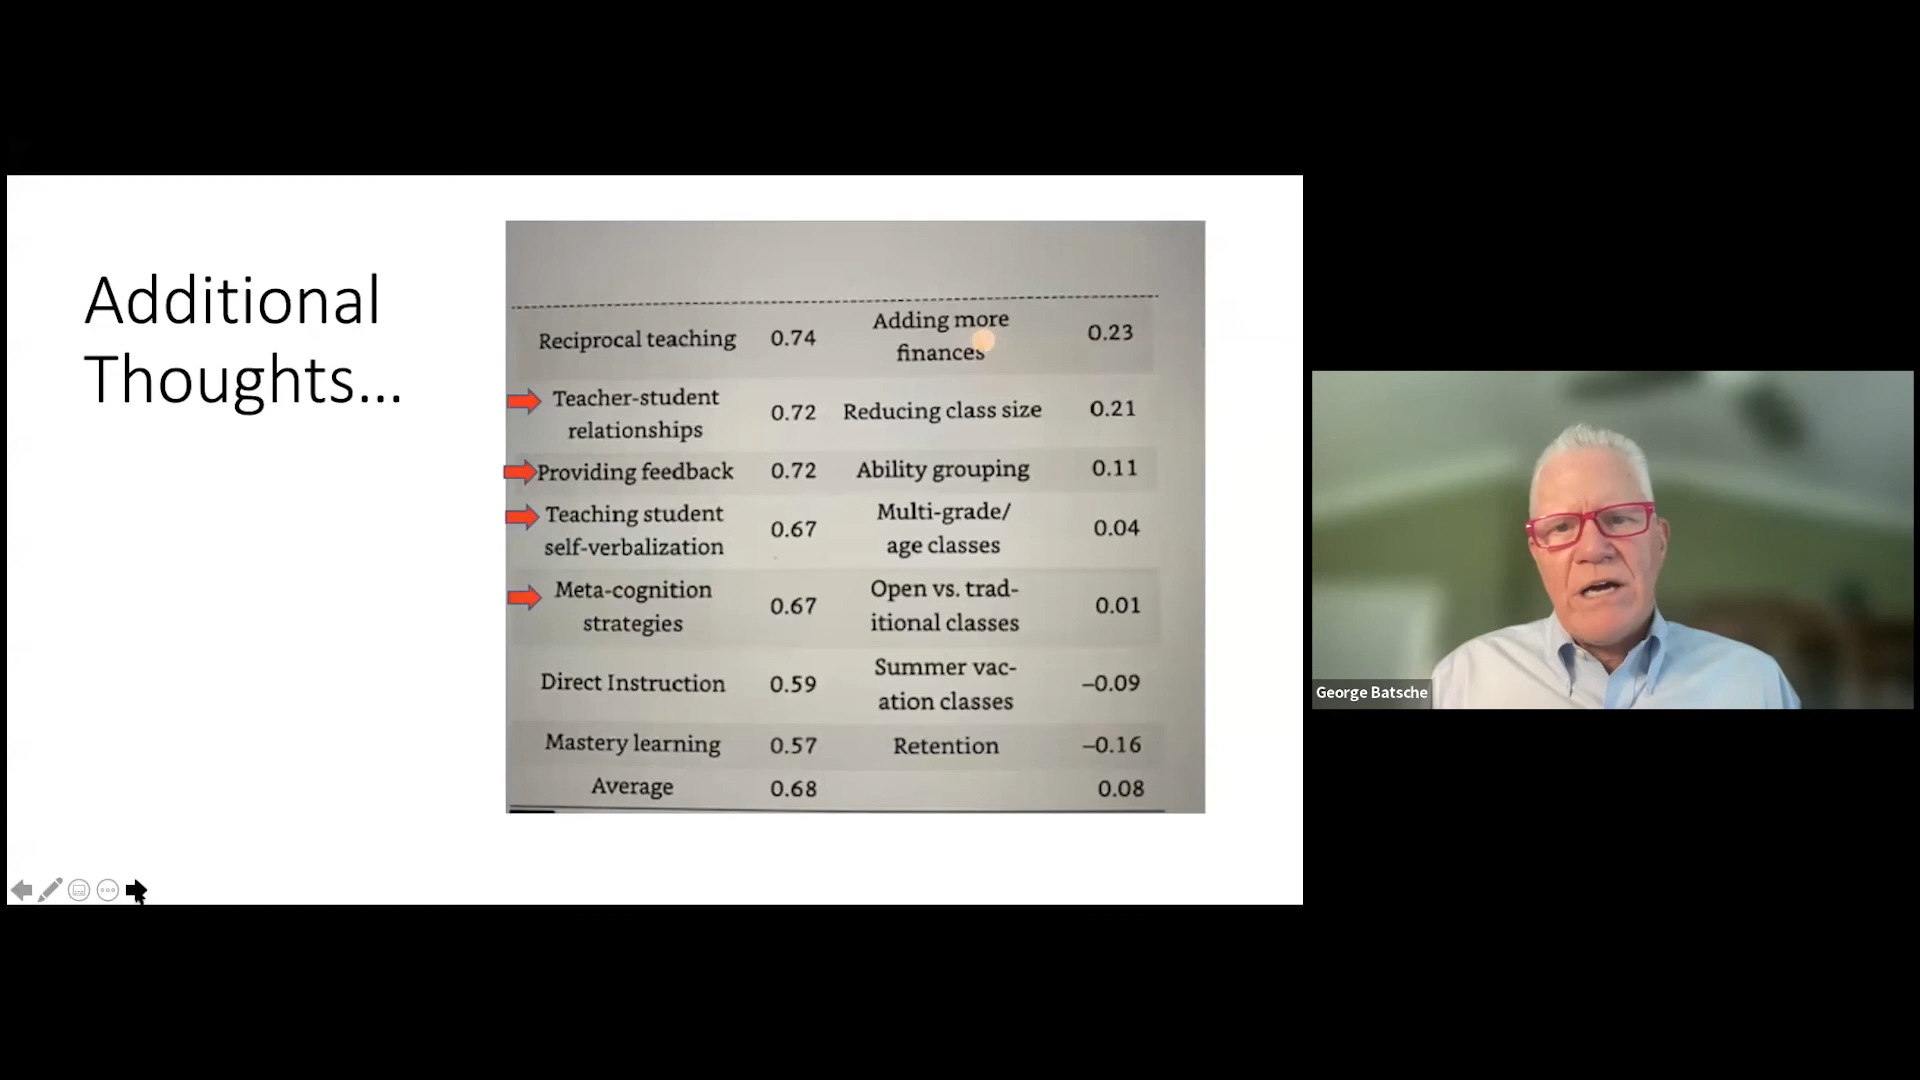 Additional
Thoughts...
Reciprocal teaching 0.74 Adding more
finances 0.23
Teacher-student
relationships 0.72 Reducing class size 0.21
Providing feedback 0.72 Ability grouping 0.11
Teaching student
self-verbalization 0.67 Multi-grade/
age classes 0.04
Meta-cognition
strategies 0.67 Open vs. trad-
itional classes 0.01
Direct Instruction 0.59 Summer vac-
ation classes –0.09
Mastery learning 0.57 Retention –0.16
Average 0.68 0.08
George Batsche